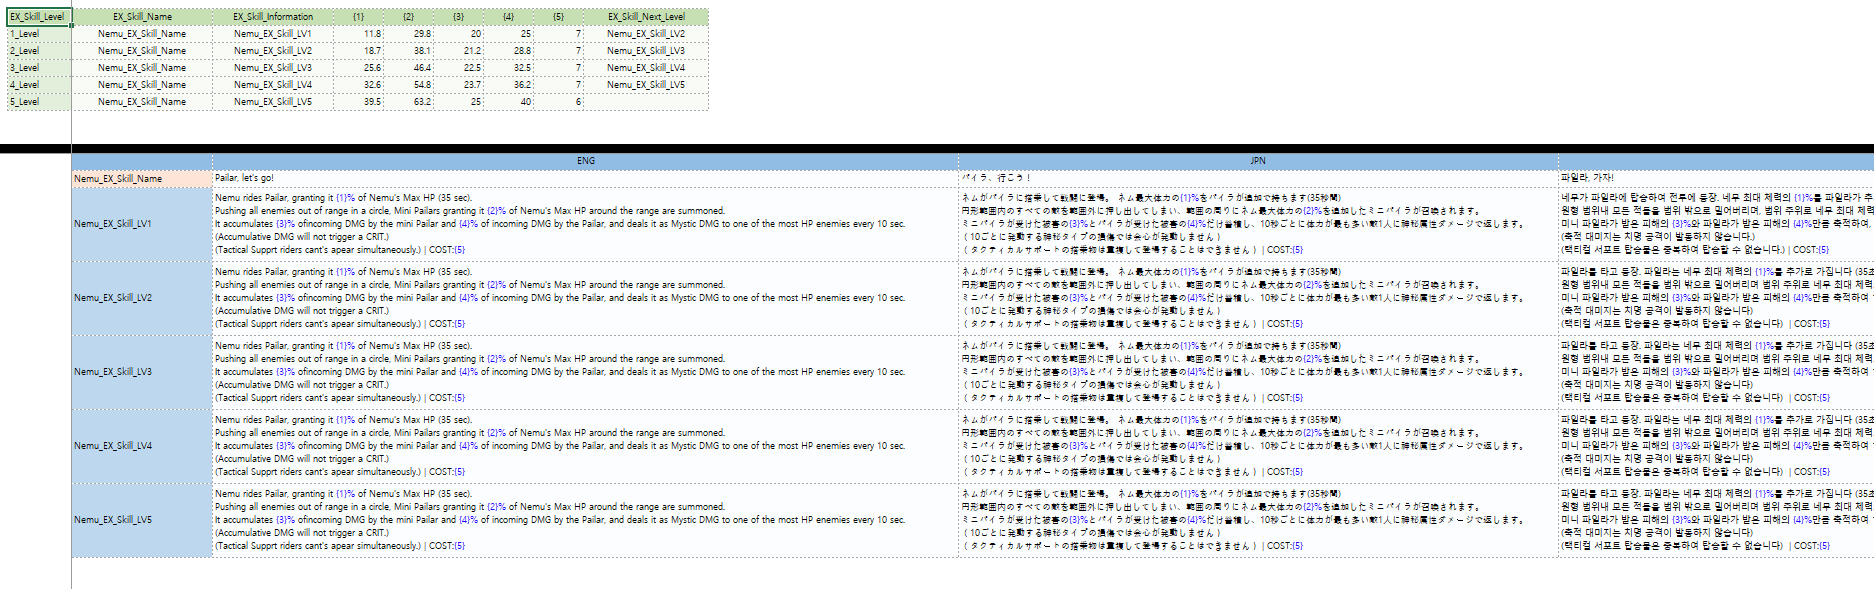 EX_Skill_Level EX_Skill_Name EX_Skill_Information {1} {2} {3} {4} {5} EX_Skill_Next_Level
1_Level Nemu_EX_Skill_Name Nemu_EX_Skill_LV1 11.8 29.8 20 25 7 Nemu_EX_Skill_LV2
2_Level Nemu_EX_Skill_Name Nemu_EX_Skill_LV2 18.7 38.1 21.2 28.8 7 Nemu_EX_Skill_LV3
3_Level Nemu_EX_Skill_Name Nemu_EX_Skill_LV3 25.6 46.4 22.5 32.5 7 Nemu_EX_Skill_LV4
4_Level Nemu_EX_Skill_Name Nemu_EX_Skill_LV4 32.6 54.8 23.7 36.2 7 Nemu_EX_Skill_LV5
5_Level Nemu_EX_Skill_Name Nemu_EX_Skill_LV5 39.5 63.2 25 40 6
ENG JPN
Nemu_EX_Skill_Name Pailar, let's go! パイラ、行こう！ 파일라, 가자!
Nemu_EX_Skill_LV1
Nemu rides Pailar, granting it {1}% of Nemu's Max HP (35 sec).
Pushing all enemies out of range in a circle, Mini Pailars granting it {2}% of Nemu's Max HP around the range are summoned.
It accumulates {3}% ofincoming DMG by the mini Pailar and {4}% of incoming DMG by the Pailar, and deals it as Mystic DMG to one of the most HP enemies every 10 sec.
(Accumulative DMG will not trigger a CRIT.)
(Tactical Supprt riders cant's apear simultaneously.) | COST:{5}
ネムがパイラに搭乗して戦闘に登場。 ネム最大体力の{1}%をパイラが追加で持ちます(35秒間)
円形範囲内のすべての敵を範囲外に押し出してしまい、範囲の周りにネム最大体力の{2}%を追加したミニパイラが召喚されます。
ミニパイラが受けた被害の{3}%とパイラが受けた被害の{4}%だけ蓄積し、10秒ごとに体力が最も多い敵1人に神秘属性ダメージで返します。
( 10ごとに発動する神秘タイプの損傷では会心が発動しません )
( タクティカルサポートの搭乗物は重複して登場することはできません ) | COST:{5}
네무가 파일라에 탑승하여 전투에 등장. 네무 최대 체력의 {1}%를 파일라가 추
원형 범위내 모든 적들을 범위 밖으로 밀어버리며, 범위 주위로 네무 최대 체력
미니 파일라가 받은 피해의 {3}%와 파일라가 받은 피해의 {4}%만큼 축적하여,
(축적 대미지는 치명 공격이 발동하지 않습니다.)
(택티컬 서포트 탑승물은 중복하여 탑승할 수 없습니다.) | COST:{5}
Nemu_EX_Skill_LV2
Nemu rides Pailar, granting it {1}% of Nemu's Max HP (35 sec).
Pushing all enemies out of range in a circle, Mini Pailars granting it {2}% of Nemu's Max HP around the range are summoned.
It accumulates {3}% ofincoming DMG by the mini Pailar and {4}% of incoming DMG by the Pailar, and deals it as Mystic DMG to one of the most HP enemies every 10 sec.
(Accumulative DMG will not trigger a CRIT.)
(Tactical Supprt riders cant's apear simultaneously.) | COST:{5}
ネムがパイラに搭乗して戦闘に登場。 ネム最大体力の{1}%をパイラが追加で持ちます(35秒間)
円形範囲内のすべての敵を範囲外に押し出してしまい、範囲の周りにネム最大体力の{2}%を追加したミニパイラが召喚されます。
ミニパイラが受けた被害の{3}%とパイラが受けた被害の{4}%だけ蓄積し、10秒ごとに体力が最も多い敵1人に神秘属性ダメージで返します。
( 10ごとに発動する神秘タイプの損傷では会心が発動しません )
( タクティカルサポートの搭乗物は重複して登場することはできません ) | COST:{5}
파일라를 타고 등장. 파일라는 네무 최대 체력의 {1}%를 추가로 가집니다 (35초
원형 범위내 모든 적들을 범위 밖으로 밀어버리며 범위 주위로 네무 최대 체력
미니 파일라가 받은 피해의 {3}%와 파일라가 받은 피해의 {4}%만큼 축적하여
(축적 대미지는 치명 공격이 발동하지 않습니다)
(택티컬 서포트 탑승물은 중복하여 탑승할 수 없습니다) | COST:{5}
Nemu_EX_Skill_LV3
Nemu rides Pailar, granting it {1}% of Nemu's Max HP (35 sec).
Pushing all enemies out of range in a circle, Mini Pailars granting it {2}% of Nemu's Max HP around the range are summoned.
It accumulates {3}% ofincoming DMG by the mini Pailar and {4}% of incoming DMG by the Pailar, and deals it as Mystic DMG to one of the most HP enemies every 10 sec.
(Accumulative DMG will not trigger a CRIT.)
(Tactical Supprt riders cant's apear simultaneously.) | COST:{5}
ネムがパイラに搭乗して戦闘に登場。 ネム最大体力の{1}%をパイラが追加で持ちます(35秒間)
円形範囲内のすべての敵を範囲外に押し出してしまい、範囲の周りにネム最大体力の{2}%を追加したミニパイラが召喚されます。
ミニパイラが受けた被害の{3}%とパイラが受けた被害の{4}%だけ蓄積し、10秒ごとに体力が最も多い敵1人に神秘属性ダメージで返します。
( 10ごとに発動する神秘タイプの損傷では会心が発動しません )
( タクティカルサポートの搭乗物は重複して登場することはできません ) | COST:{5}
파일라를 타고 등장. 파일라는 네무 최대 체력의 {1}%를 추가로 가집니다 (35초
원형 범위내 모든 적들을 범위 밖으로 밀어버리며 범위 주위로 네무 최대 체력
미니 파일라가 받은 피해의 {3}%와 파일라가 받은 피해의 {4}%만큼 축적하여
(축적 대미지는 치명 공격이 발동하지 않습니다)
(택티컬 서포트 탑승물은 중복하여 탑승할 수 없습니다) | COST:{5}
Nemu_EX_Skill_LV4
Nemu rides Pailar, granting it {1}% of Nemu's Max HP (35 sec).
Pushing all enemies out of range in a circle, Mini Pailars granting it {2}% of Nemu's Max HP around the range are summoned.
It accumulates {3}% ofincoming DMG by the mini Pailar and {4}% of incoming DMG by the Pailar, and deals it as Mystic DMG to one of the most HP enemies every 10 sec.
(Accumulative DMG will not trigger a CRIT.)
(Tactical Supprt riders cant's apear simultaneously.) | COST:{5}
ネムがパイラに搭乗して戦闘に登場。 ネム最大体力の{1}%をパイラが追加で持ちます(35秒間)
円形範囲内のすべての敵を範囲外に押し出してしまい、範囲の周りにネム最大体力の{2}%を追加したミニパイラが召喚されます。
ミニパイラが受けた被害の{3}%とパイラが受けた被害の{4}%だけ蓄積し、10秒ごとに体力が最も多い敵1人に神秘属性ダメージで返します。
( 10ごとに発動する神秘タイプの損傷では会心が発動しません )
( タクティカルサポートの搭乗物は重複して登場することはできません ) | COST:{5}
파일라를 타고 등장. 파일라는 네무 최대 체력의 {1}%를 추가로 가집니다 (35초
원형 범위내 모든 적들을 범위 밖으로 밀어버리며 범위 주위로 네무 최대 체력
미니 파일라가 받은 피해의 {3}%와 파일라가 받은 피해의 {4}%만큼 축적하여
(축적 대미지는 치명 공격이 발동하지 않습니다)
(택티컬 서포트 탑승물은 중복하여 탑승할 수 없습니다) | COST:{5}
Nemu_EX_Skill_LV5
Nemu rides Pailar, granting it {1}% of Nemu's Max HP (35 sec).
Pushing all enemies out of range in a circle, Mini Pailars granting it {2}% of Nemu's Max HP around the range are summoned.
It accumulates {3}% ofincoming DMG by the mini Pailar and {4}% of incoming DMG by the Pailar, and deals it as Mystic DMG to one of the most HP enemies every 10 sec.
(Accumulative DMG will not trigger a CRIT.)
(Tactical Supprt riders cant's apear simultaneously.) | COST:{5}
ネムがパイラに搭乗して戦闘に登場。 ネム最大体力の{1}%をパイラが追加で持ちます(35秒間)
円形範囲内のすべての敵を範囲外に押し出してしまい、範囲の周りにネム最大体力の{2}%を追加したミニパイラが召喚されます。
ミニパイラが受けた被害の{3}%とパイラが受けた被害の{4}%だけ蓄積し、10秒ごとに体力が最も多い敵1人に神秘属性ダメージで返します。
( 10ごとに発動する神秘タイプの損傷では会心が発動しません )
( タクティカルサポートの搭乗物は重複して登場することはできません ) | COST:{5}
파일라를 타고 등장. 파일라는 네무 최대 체력의 {1}%를 추가로 가집니다 (35초
원형 범위내 모든 적들을 범위 밖으로 밀어버리며 범위 주위로 네무 최대 체력
미니 파일라가 받은 피해의 {3}%와 파일라가 받은 피해의 {4}%만큼 축적하여
(축적 대미지는 치명 공격이 발동하지 않습니다)
(택티컬 서포트 탑승물은 중복하여 탑승할 수 없습니다) | COST:{5}